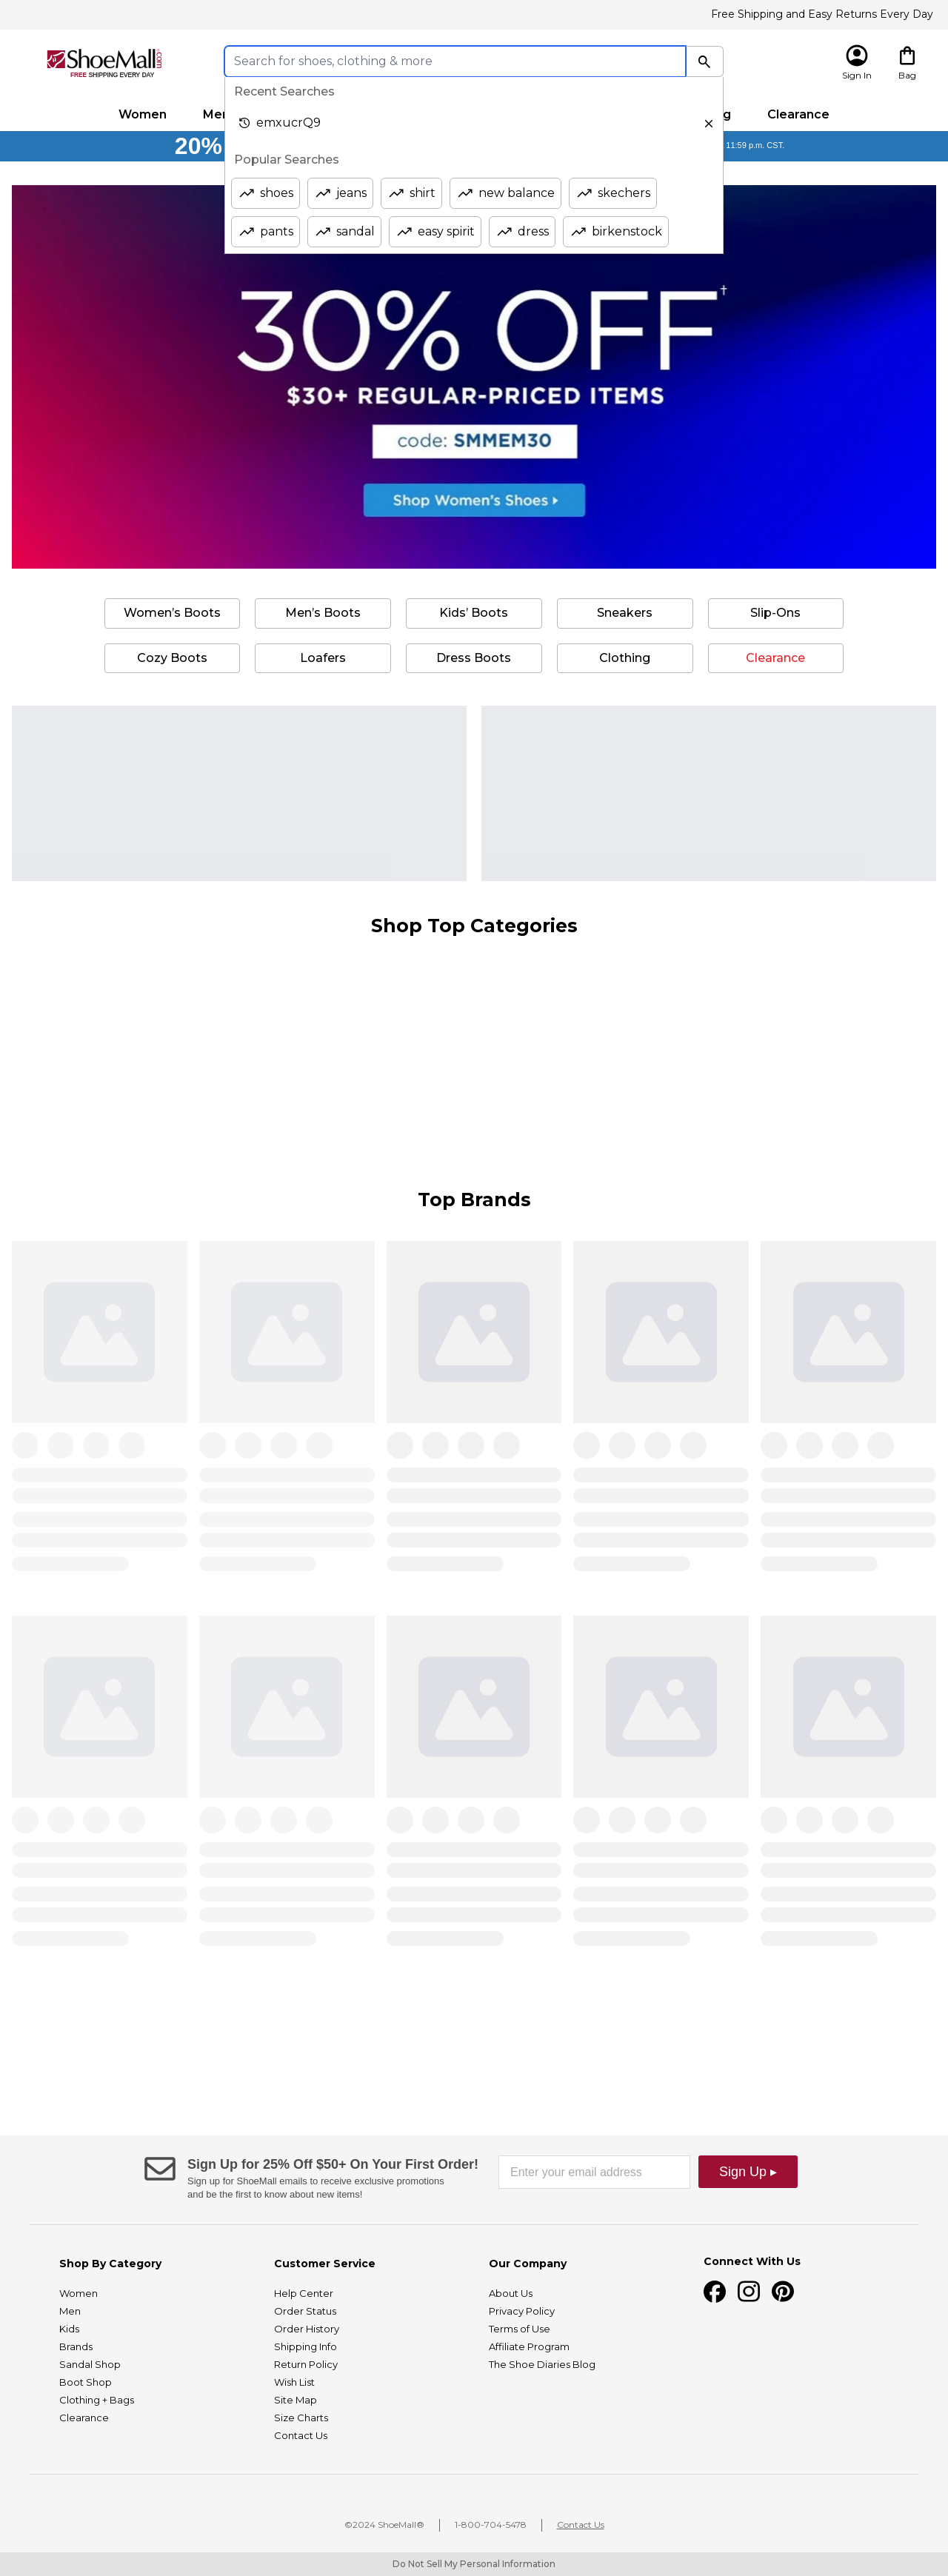 Free Shipping and Easy Returns Every Day
ShoeMall.com
FREE SHIPPING EVERY DAY
Search for shoes, clothing & more
Sign In
Bag
Recent Searches
emxucrQ9
Women
Clearance
20%
11:59 p.m. CST.
Popular Searches
shoes jeans shirt new balance skechers
pants sandal easy spirit dress birkenstock
30% OFF†
$30+ REGULAR-PRICED ITEMS
code: SMMEM30
Shop Women's Shoes ▸
Women’s Boots Men’s Boots Kids’ Boots Sneakers Slip-Ons
Cozy Boots Loafers Dress Boots Clothing Clearance
Shop Top Categories
Top Brands
Sign Up for 25% Off $50+ On Your First Order!
Sign up for ShoeMall emails to receive exclusive promotions
and be the first to know about new items!
Enter your email address
Sign Up ▸
Shop By Category
Women
Men
Kids
Brands
Sandal Shop
Boot Shop
Clothing + Bags
Clearance
Customer Service
Help Center
Order Status
Order History
Shipping Info
Return Policy
Wish List
Site Map
Size Charts
Contact Us
Our Company
About Us
Privacy Policy
Terms of Use
Affiliate Program
The Shoe Diaries Blog
Connect With Us
©2024 ShoeMall® 1-800-704-5478 Contact Us
Do Not Sell My Personal Information